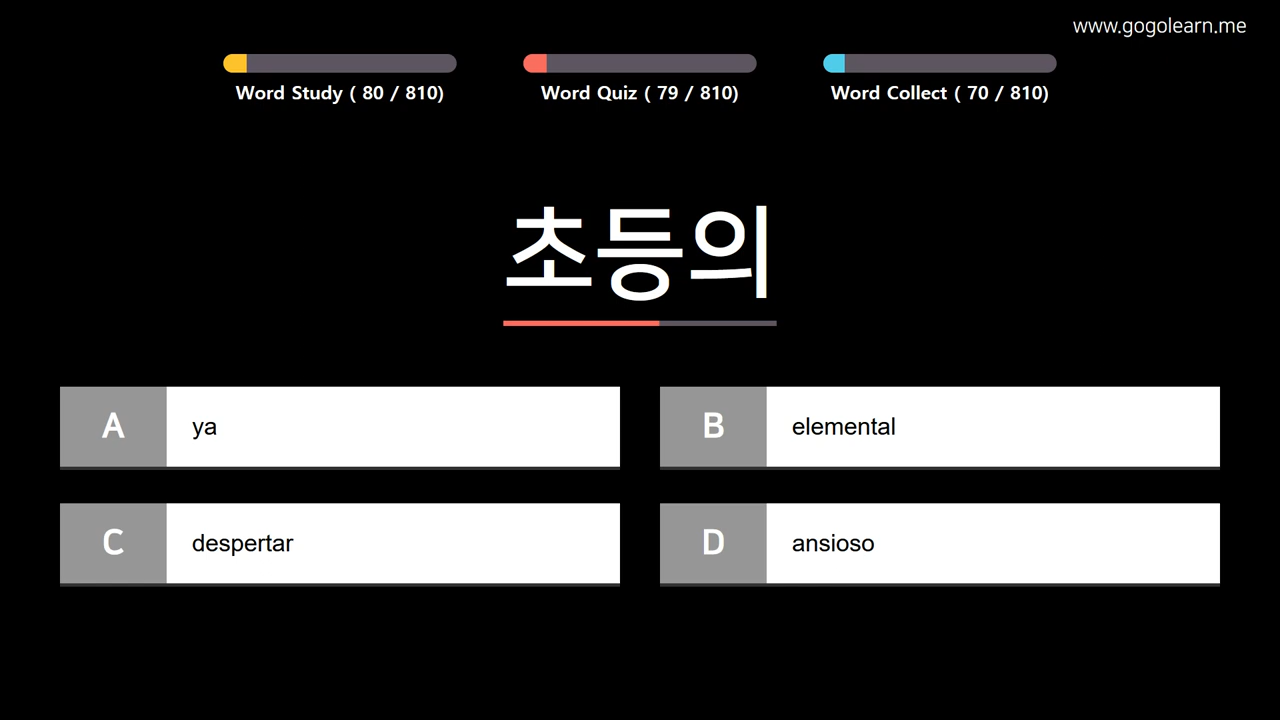 www.gogolearn.me
Word Study ( 80 / 810)
Word Quiz ( 79 / 810)
Word Collect ( 70 / 810)
초등의
A ya
B elemental
C despertar
D ansioso